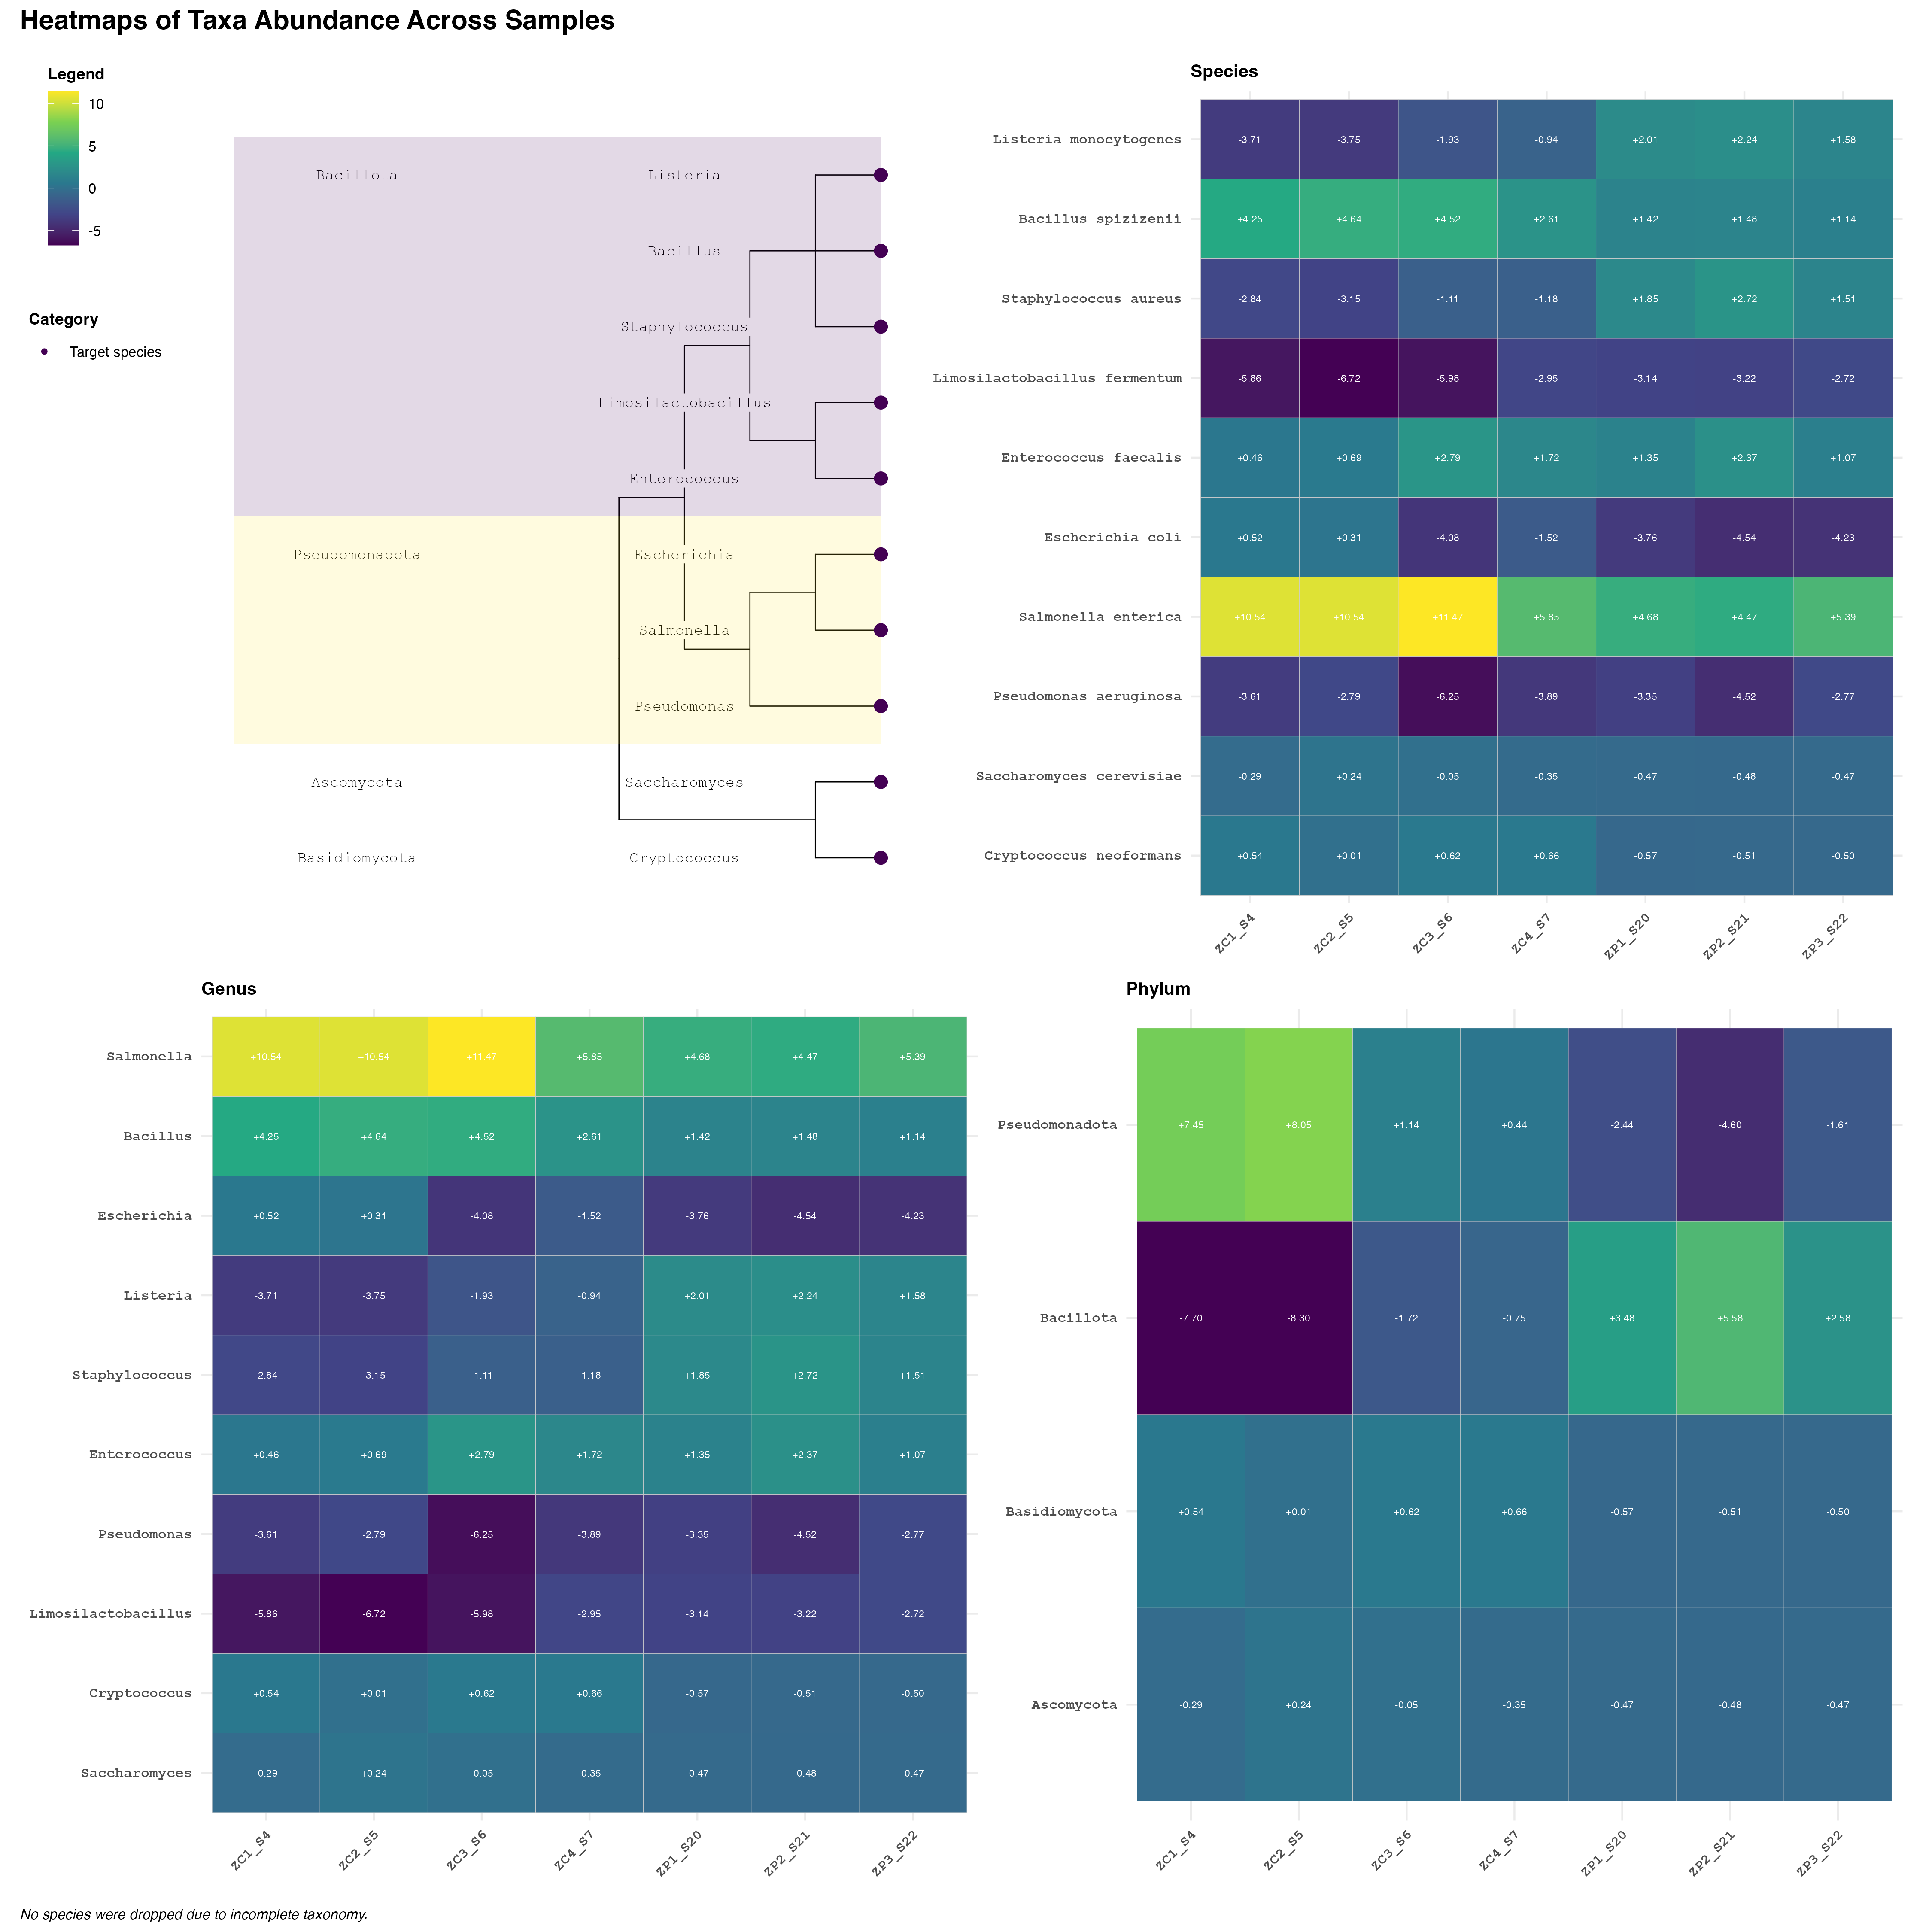 Heatmaps of Taxa Abundance Across Samples
Legend
10
5
0
-5
Category
Target species
Bacillota
Listeria
Bacillus
Staphylococcus
Limosilactobacillus
Enterococcus
Pseudomonadota
Escherichia
Salmonella
Pseudomonas
Ascomycota
Saccharomyces
Basidiomycota
Cryptococcus
Species
Listeria monocytogenes -3.71 -3.75 -1.93 -0.94 +2.01 +2.24 +1.58
Bacillus spizizenii +4.25 +4.64 +4.52 +2.61 +1.42 +1.48 +1.14
Staphylococcus aureus -2.84 -3.15 -1.11 -1.18 +1.85 +2.72 +1.51
Limosilactobacillus fermentum -5.86 -6.72 -5.98 -2.95 -3.14 -3.22 -2.72
Enterococcus faecalis +0.46 +0.69 +2.79 +1.72 +1.35 +2.37 +1.07
Escherichia coli +0.52 +0.31 -4.08 -1.52 -3.76 -4.54 -4.23
Salmonella enterica +10.54 +10.54 +11.47 +5.85 +4.68 +4.47 +5.39
Pseudomonas aeruginosa -3.61 -2.79 -6.25 -3.89 -3.35 -4.52 -2.77
Saccharomyces cerevisiae -0.29 +0.24 -0.05 -0.35 -0.47 -0.48 -0.47
Cryptococcus neoformans +0.54 +0.01 +0.62 +0.66 -0.57 -0.51 -0.50
ZC1_S4 ZC2_S5 ZC3_S6 ZC4_S7 ZP1_S20 ZP2_S21 ZP3_S22
Genus
Salmonella +10.54 +10.54 +11.47 +5.85 +4.68 +4.47 +5.39
Bacillus +4.25 +4.64 +4.52 +2.61 +1.42 +1.48 +1.14
Escherichia +0.52 +0.31 -4.08 -1.52 -3.76 -4.54 -4.23
Listeria -3.71 -3.75 -1.93 -0.94 +2.01 +2.24 +1.58
Staphylococcus -2.84 -3.15 -1.11 -1.18 +1.85 +2.72 +1.51
Enterococcus +0.46 +0.69 +2.79 +1.72 +1.35 +2.37 +1.07
Pseudomonas -3.61 -2.79 -6.25 -3.89 -3.35 -4.52 -2.77
Limosilactobacillus -5.86 -6.72 -5.98 -2.95 -3.14 -3.22 -2.72
Cryptococcus +0.54 +0.01 +0.62 +0.66 -0.57 -0.51 -0.50
Saccharomyces -0.29 +0.24 -0.05 -0.35 -0.47 -0.48 -0.47
ZC1_S4 ZC2_S5 ZC3_S6 ZC4_S7 ZP1_S20 ZP2_S21 ZP3_S22
Phylum
Pseudomonadota +7.45 +8.05 +1.14 +0.44 -2.44 -4.60 -1.61
Bacillota -7.70 -8.30 -1.72 -0.75 +3.48 +5.58 +2.58
Basidiomycota +0.54 +0.01 +0.62 +0.66 -0.57 -0.51 -0.50
Ascomycota -0.29 +0.24 -0.05 -0.35 -0.47 -0.48 -0.47
ZC1_S4 ZC2_S5 ZC3_S6 ZC4_S7 ZP1_S20 ZP2_S21 ZP3_S22
No species were dropped due to incomplete taxonomy.